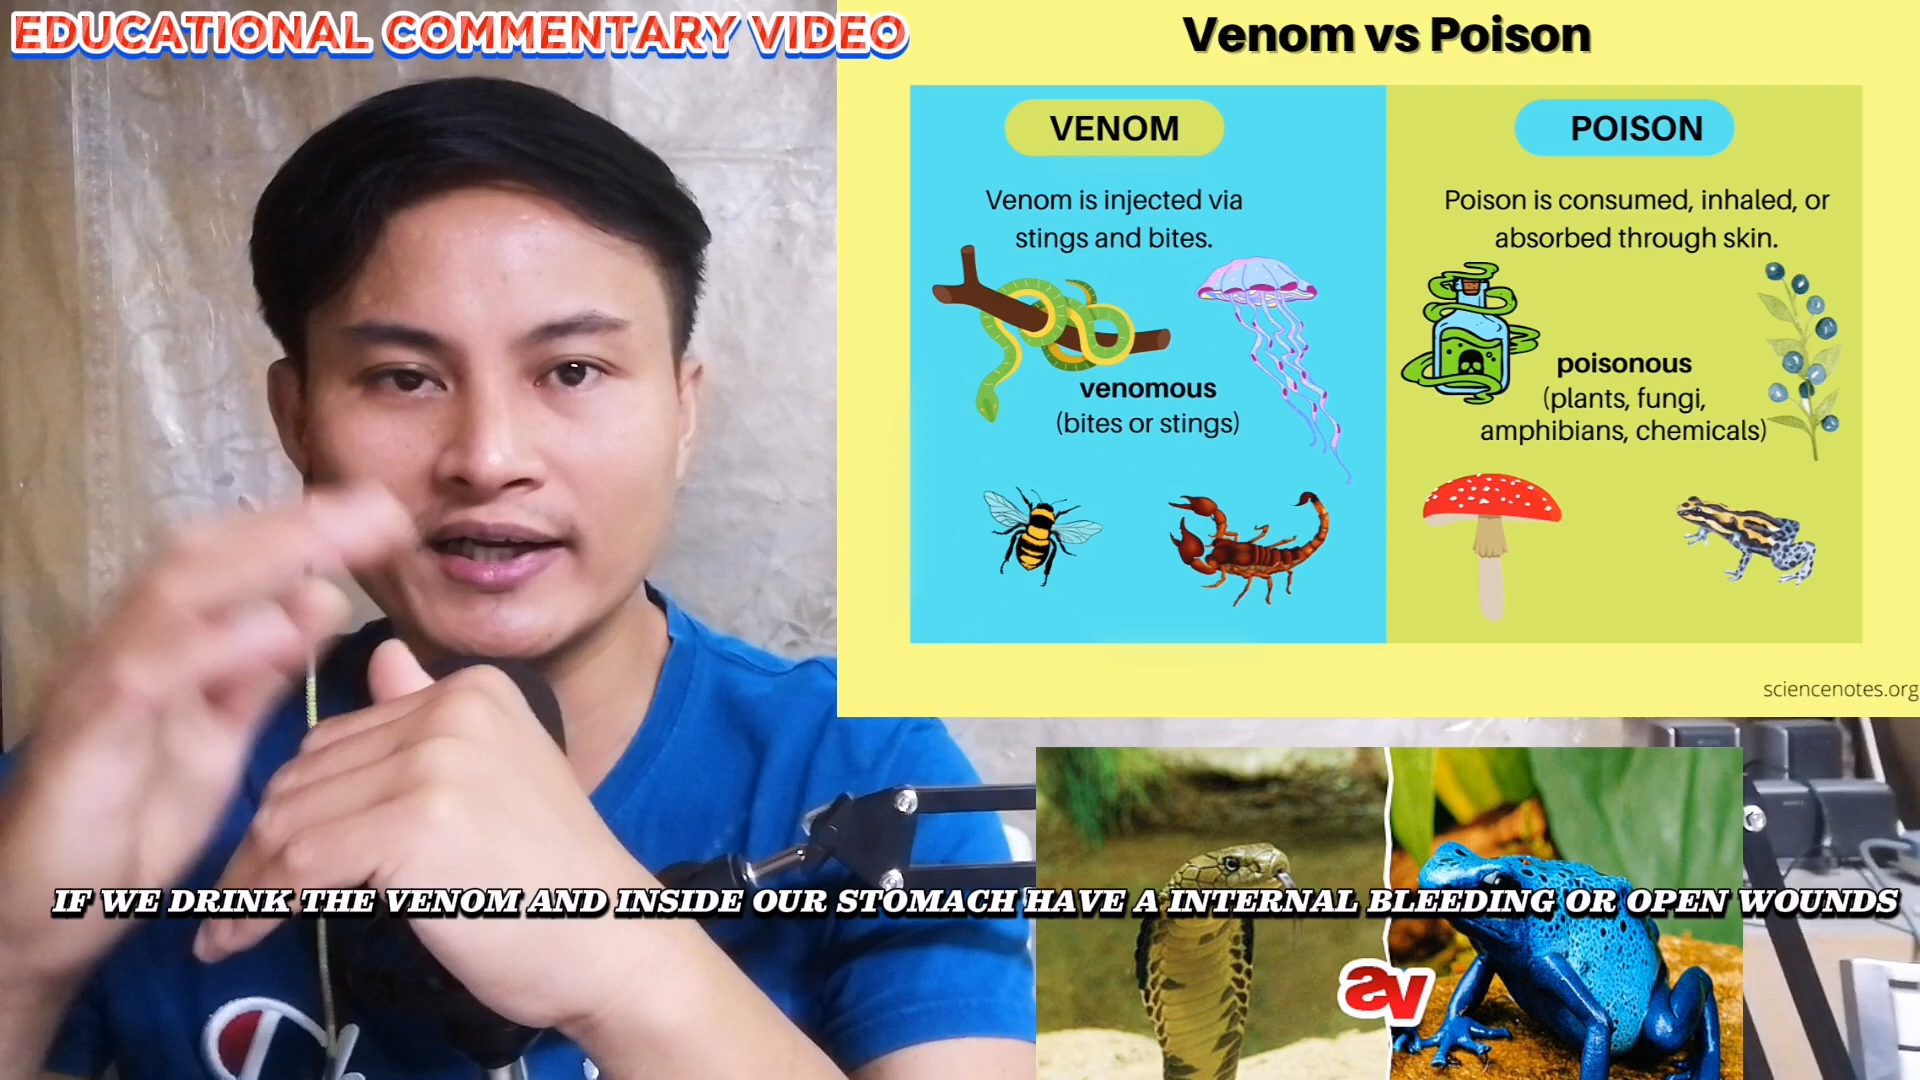 EDUCATIONAL COMMENTARY VIDEO
Venom vs Poison
VENOM
Venom is injected via
stings and bites.
venomous
(bites or stings)
POISON
Poison is consumed, inhaled, or
absorbed through skin.
poisonous
(plants, fungi,
amphibians, chemicals)
sciencenotes.org
IF WE DRINK THE VENOM AND INSIDE OUR STOMACH HAVE A INTERNAL BLEEDING OR OPEN WOUNDS
VS